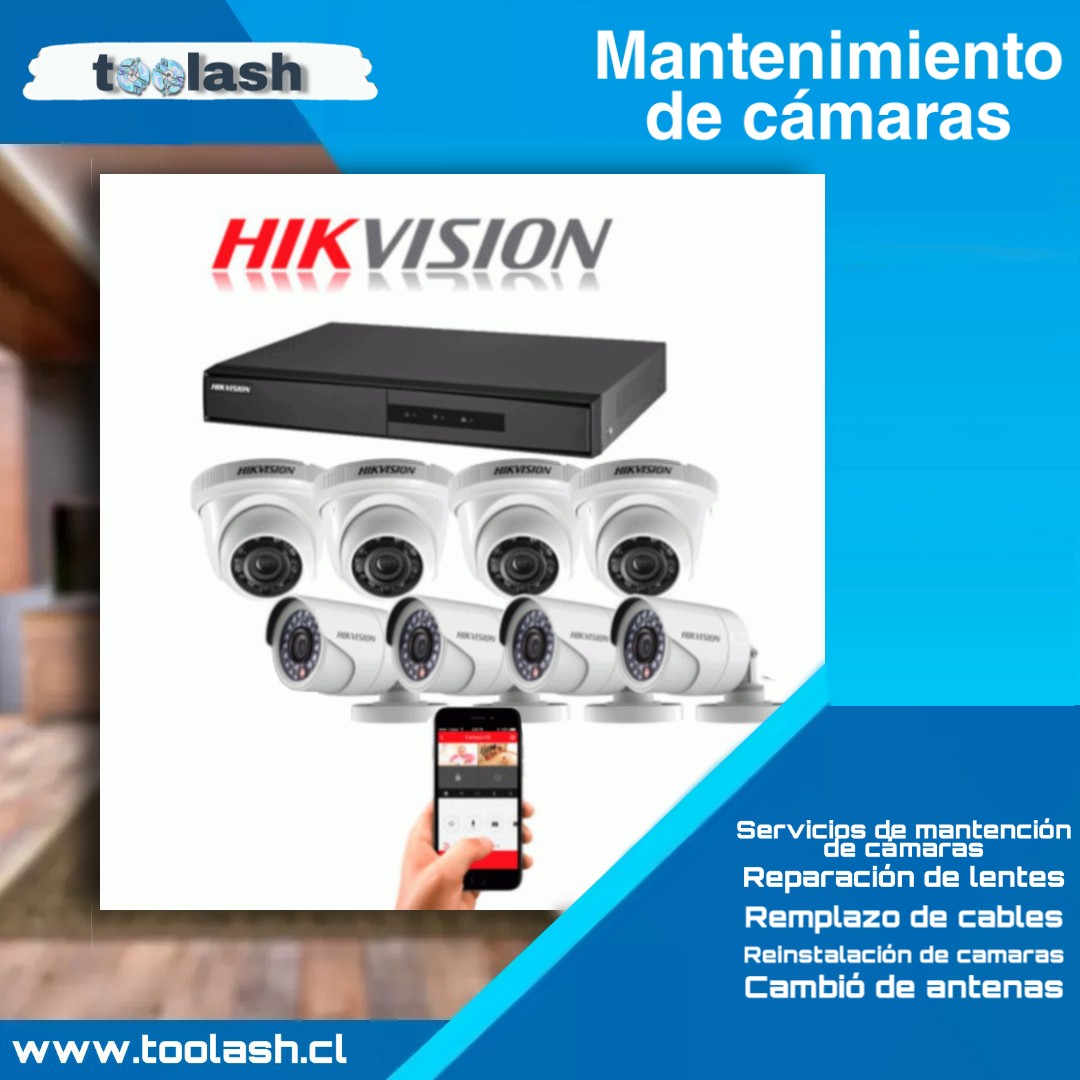 toolash
Mantenimiento
de cámaras
HIKVISION
HIKVISION
HIKVISION
HIKVISION
HIKVISION
HIKVISION
HIKVISION
HIKVISION
HIKVISION
HIKVISION
Servicios de mantención
de cámaras
Reparación de lentes
Remplazo de cables
Reinstalación de camaras
Cambió de antenas
www.toolash.cl